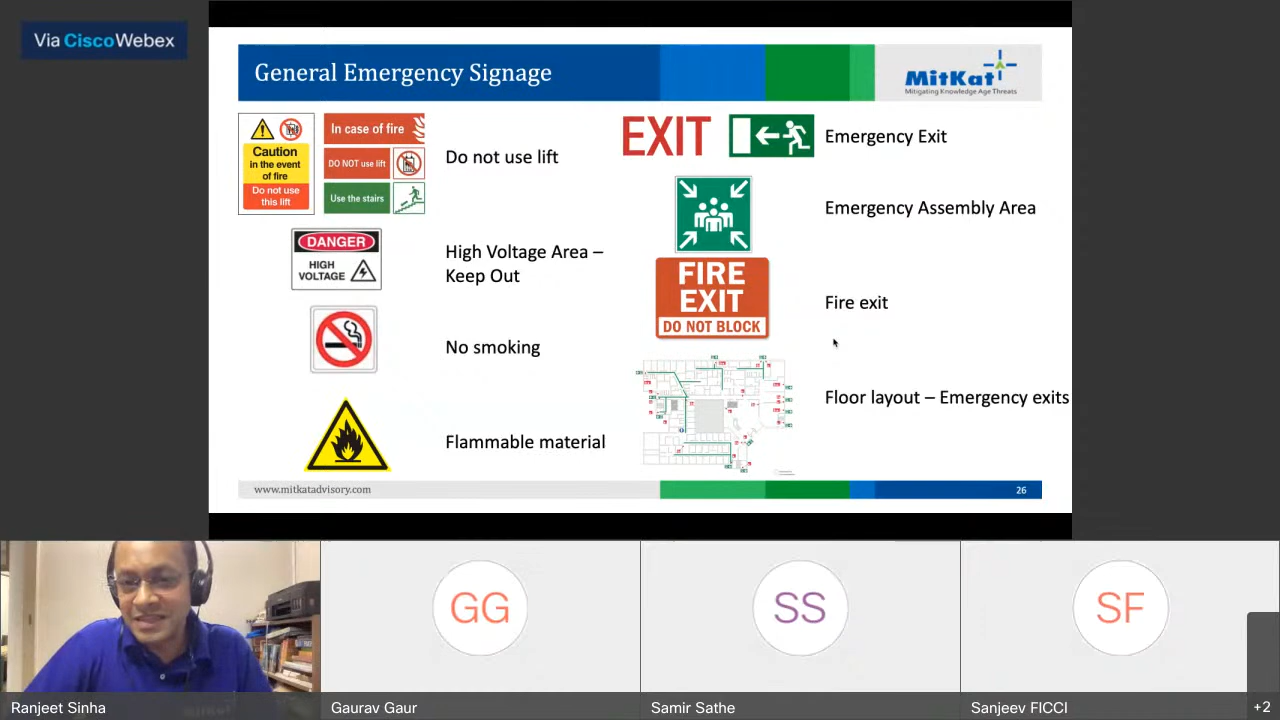 Via Cisco Webex
General Emergency Signage
MitKat
Mitigating Knowledge Age Threats
Caution
in the event
of fire
Do not use
this lift
In case of fire
DO NOT use lift
Use the stairs
Do not use lift
DANGER
HIGH
VOLTAGE
High Voltage Area –
Keep Out
No smoking
Flammable material
EXIT
Emergency Exit
Emergency Assembly Area
FIRE
EXIT
DO NOT BLOCK
Fire exit
Floor layout – Emergency exits
www.mitkatadvisory.com
26
GG
SS
SF
Ranjeet Sinha
Gaurav Gaur
Samir Sathe
Sanjeev FICCI
+2